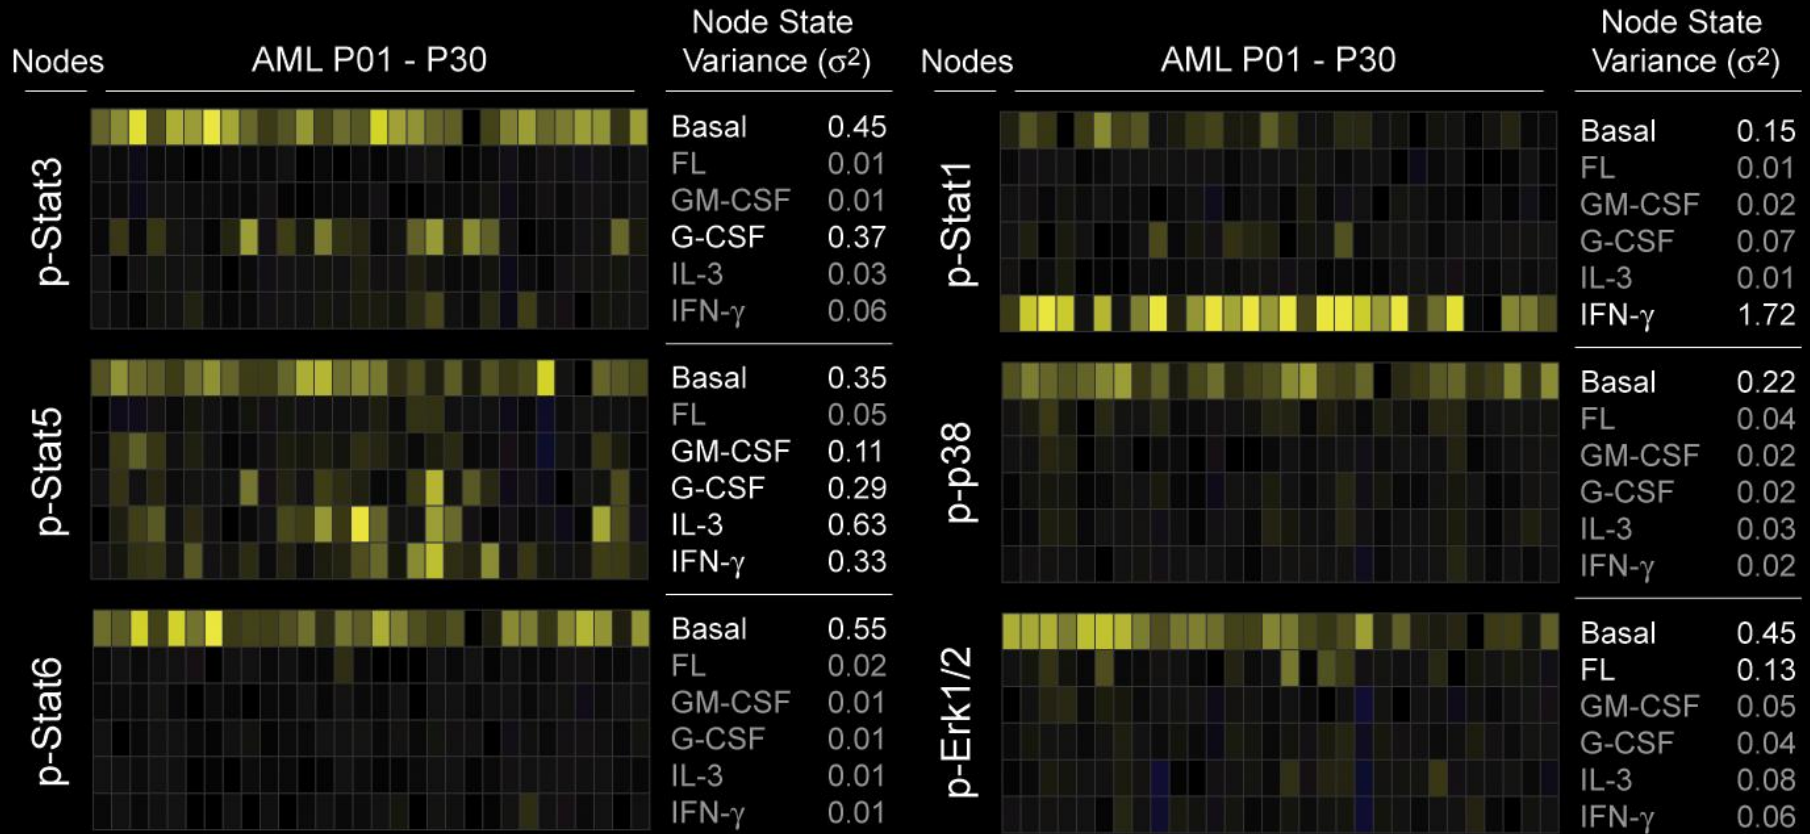 Nodes
AML P01 - P30
Node State
Variance (σ²)
p-Stat3
Basal 0.45
FL 0.01
GM-CSF 0.01
G-CSF 0.37
IL-3 0.03
IFN-γ 0.06
p-Stat5
Basal 0.35
FL 0.05
GM-CSF 0.11
G-CSF 0.29
IL-3 0.63
IFN-γ 0.33
p-Stat6
Basal 0.55
FL 0.02
GM-CSF 0.01
G-CSF 0.01
IL-3 0.01
IFN-γ 0.01
Nodes
AML P01 - P30
Node State
Variance (σ²)
p-Stat1
Basal 0.15
FL 0.01
GM-CSF 0.02
G-CSF 0.07
IL-3 0.01
IFN-γ 1.72
p-p38
Basal 0.22
FL 0.04
GM-CSF 0.02
G-CSF 0.02
IL-3 0.03
IFN-γ 0.02
p-Erk1/2
Basal 0.45
FL 0.13
GM-CSF 0.05
G-CSF 0.04
IL-3 0.08
IFN-γ 0.06